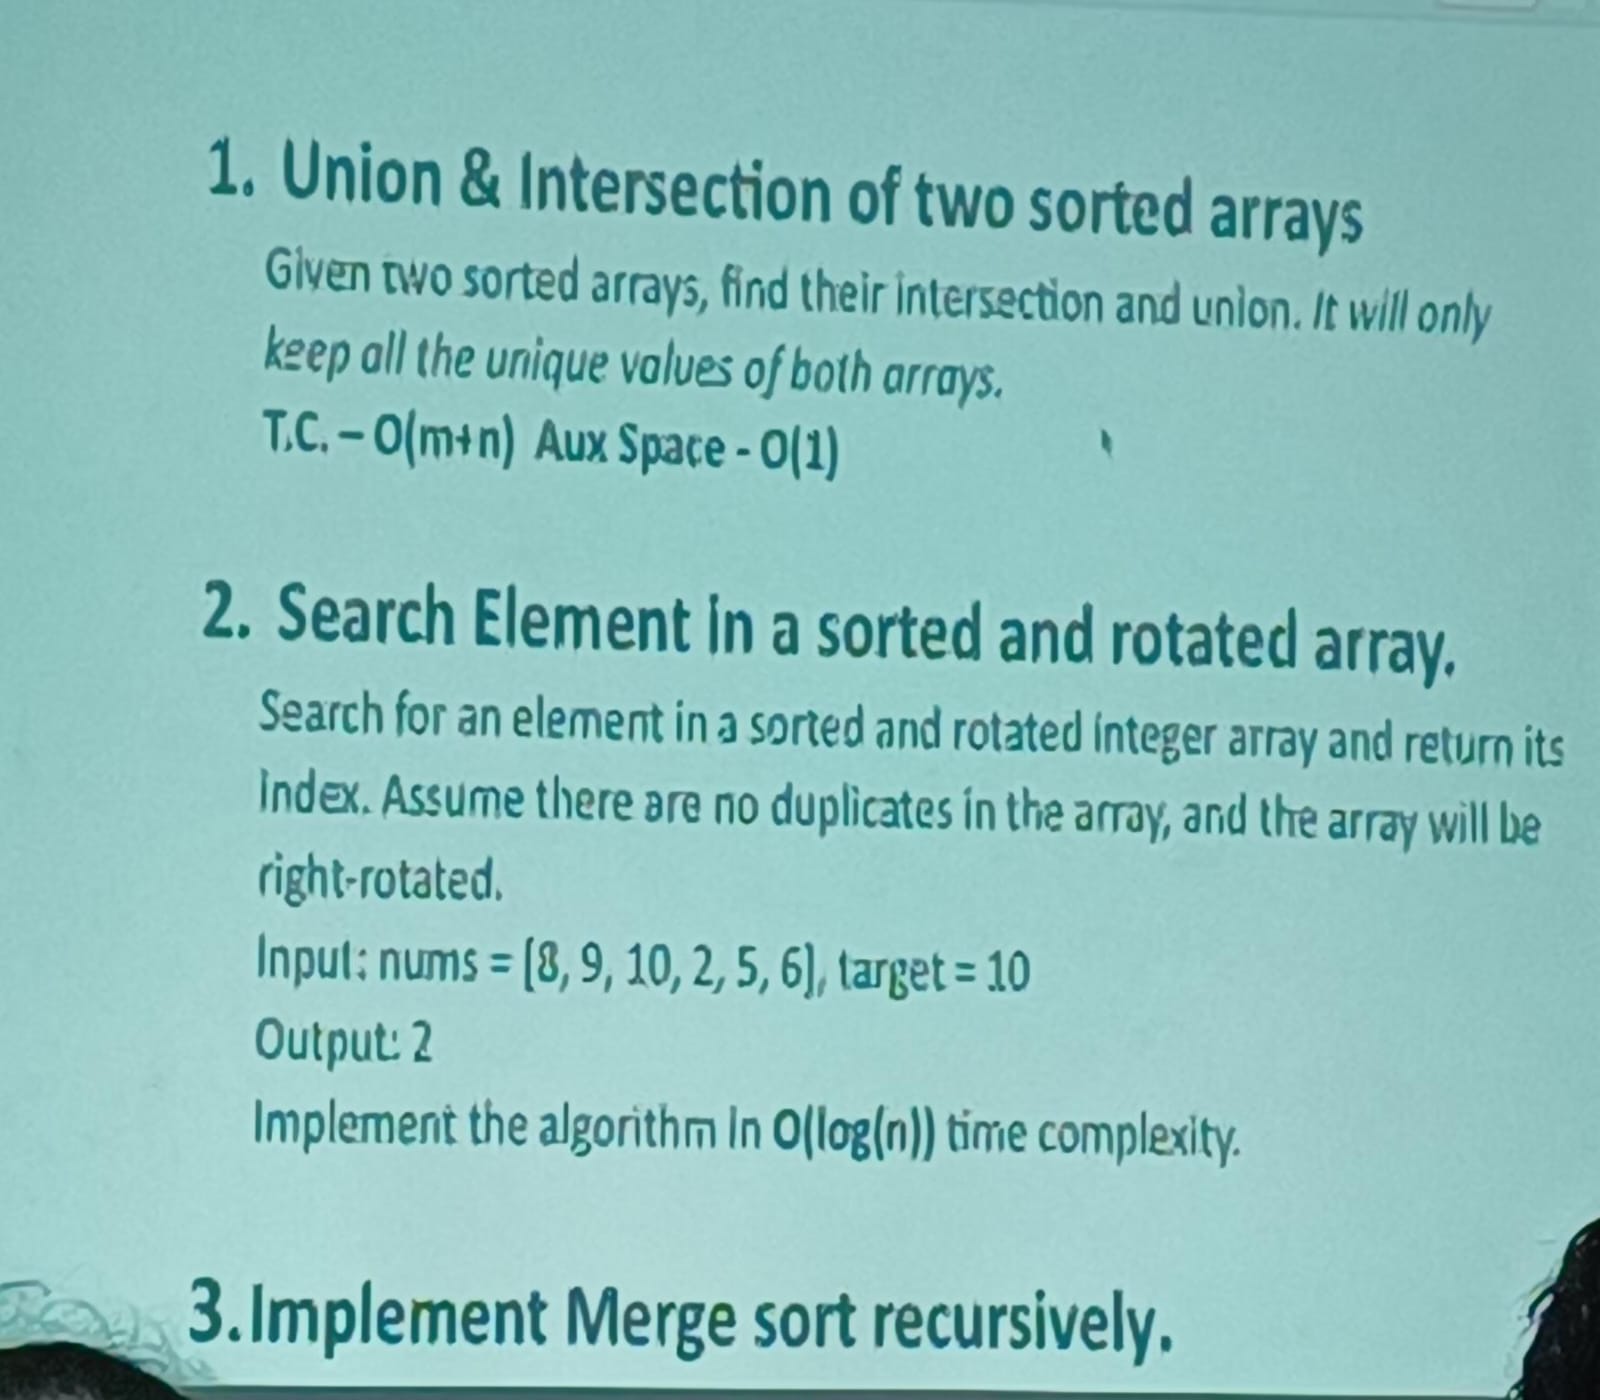 1. Union & Intersection of two sorted arrays
Given two sorted arrays, find their intersection and union. It will only
keep all the unique values of both arrays.
T.C. – O(m+n) Aux Space - O(1)
2. Search Element in a sorted and rotated array.
Search for an element in a sorted and rotated integer array and return its
index. Assume there are no duplicates in the array, and the array will be
right-rotated.
Input: nums = [8, 9, 10, 2, 5, 6], target = 10
Output: 2
Implement the algorithm in O(log(n)) time complexity.
3. Implement Merge sort recursively.